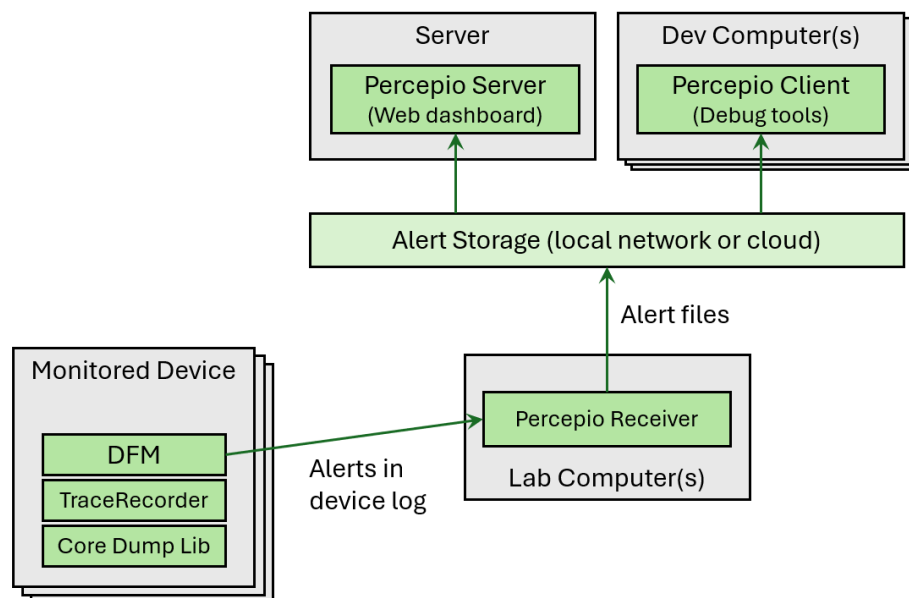 Server
Percepio Server
(Web dashboard)
Dev Computer(s)
Percepio Client
(Debug tools)
Alert Storage (local network or cloud)
Alert files
Monitored Device
DFM
TraceRecorder
Core Dump Lib
Alerts in
device log
Percepio Receiver
Lab Computer(s)